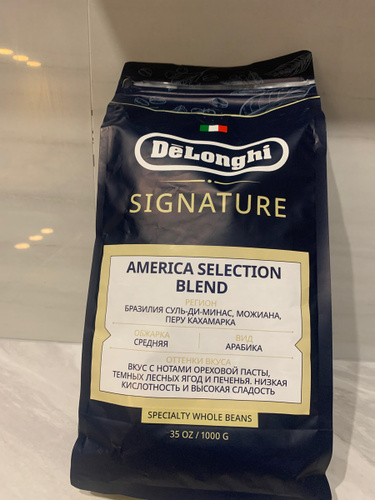 DeLonghi
SIGNATURE
AMERICA SELECTION
BLEND
РЕГИОН
БРАЗИЛИЯ СУЛЬ-ДИ-МИНАС, МОЖИАНА,
ПЕРУ КАХАМАРКА
ОБЖАРКА ВИД
СРЕДНЯЯ АРАБИКА
ОТТЕНКИ ВКУСА
ВКУС С НОТАМИ ОРЕХОВОЙ ПАСТЫ,
ТЕМНЫХ ЛЕСНЫХ ЯГОД И ПЕЧЕНЬЯ. НИЗКАЯ
КИСЛОТНОСТЬ И ВЫСОКАЯ СЛАДОСТЬ
SPECIALTY WHOLE BEANS
35 OZ / 1000 G